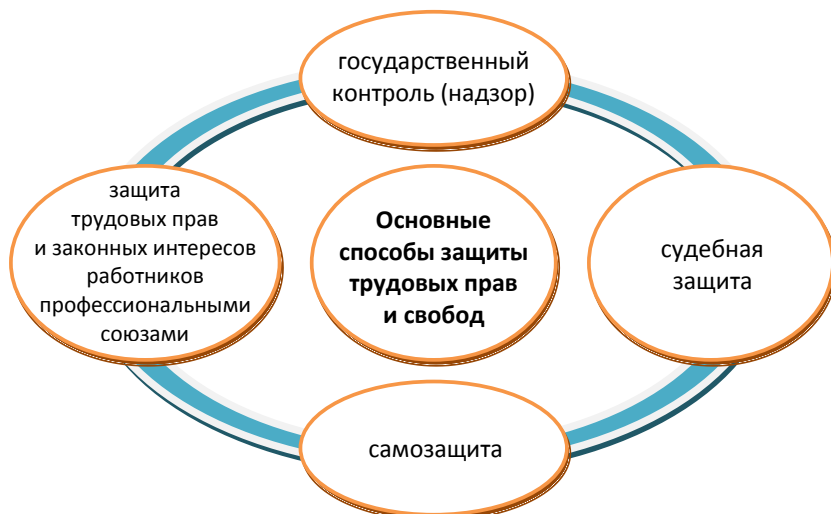 государственный
контроль (надзор)
защита
трудовых прав
и законных интересов
работников
профессиональными
союзами
Основные
способы защиты
трудовых прав
и свобод
судебная
защита
самозащита